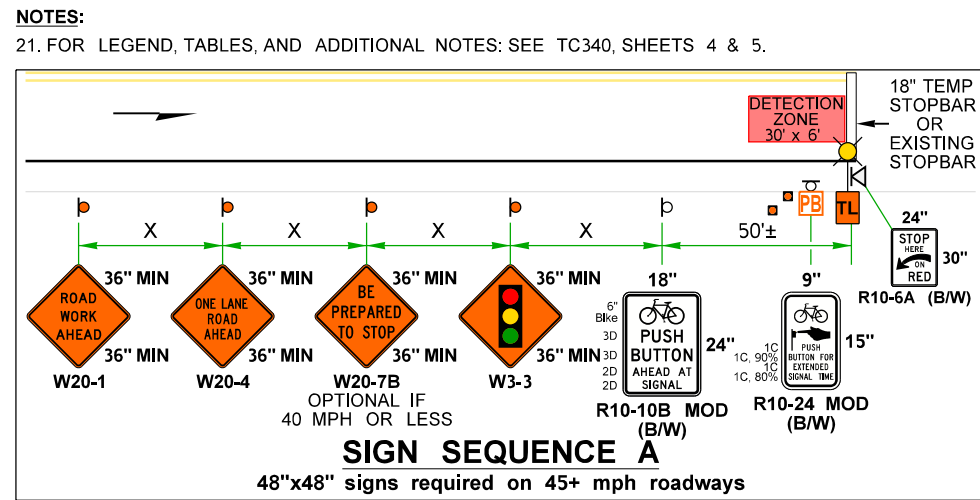 NOTES:
21. FOR LEGEND, TABLES, AND ADDITIONAL NOTES: SEE TC340, SHEETS 4 & 5.
DETECTION
ZONE
30' x 6'
18" TEMP
STOPBAR
OR
EXISTING
STOPBAR
PB
TL
X
X
X
X
50'±
24"
STOP
HERE
ON
RED
30"
R10-6A (B/W)
36" MIN
ROAD
WORK
AHEAD
36" MIN
W20-1
36" MIN
ONE LANE
ROAD
AHEAD
36" MIN
W20-4
36" MIN
BE
PREPARED
TO STOP
36" MIN
W20-7B
OPTIONAL IF
40 MPH OR LESS
36" MIN
36" MIN
W3-3
18"
6"
Bike
3D
3D
2D
2D
PUSH
BUTTON
AHEAD AT
SIGNAL
24"
R10-10B MOD
(B/W)
9"
1C
1C, 90%
1C
1C, 80%
PUSH
BUTTON FOR
EXTENDED
SIGNAL TIME
15"
R10-24 MOD
(B/W)
SIGN SEQUENCE A
48"x48" signs required on 45+ mph roadways